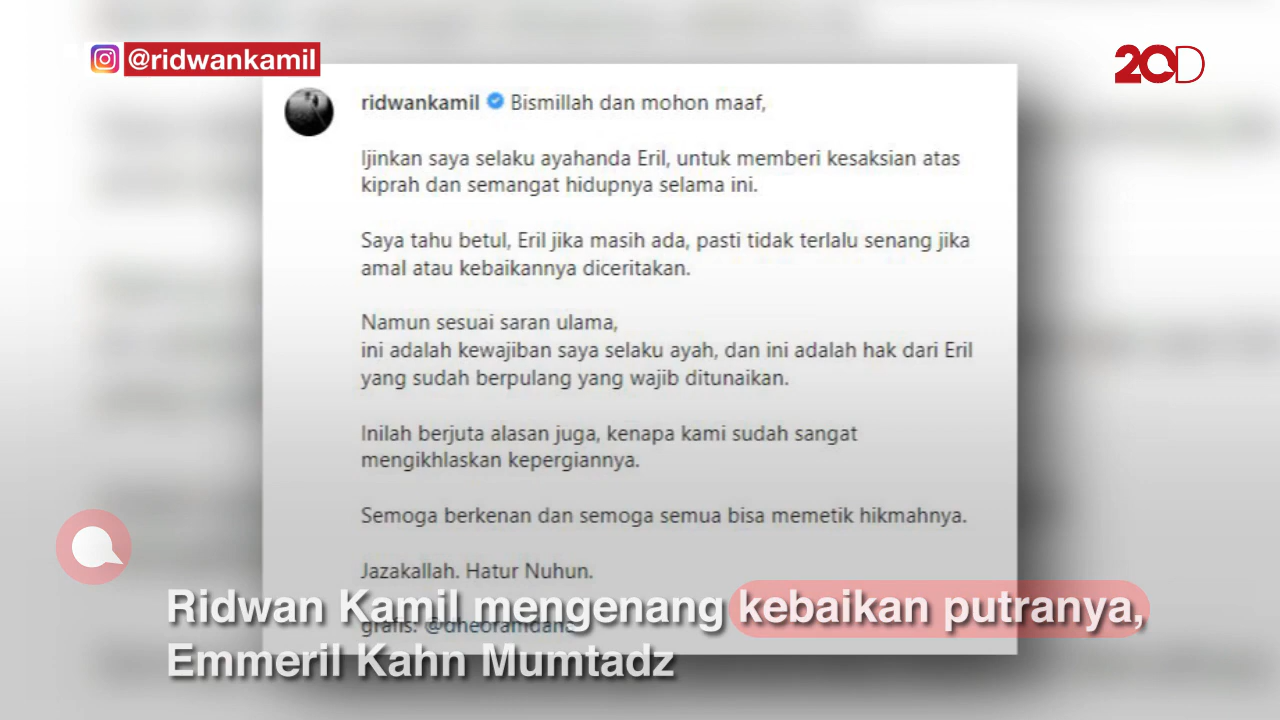 @ridwankamil
20D
ridwankamil Bismillah dan mohon maaf,
Ijinkan saya selaku ayahanda Eril, untuk memberi kesaksian atas
kiprah dan semangat hidupnya selama ini.
Saya tahu betul, Eril jika masih ada, pasti tidak terlalu senang jika
amal atau kebaikannya diceritakan.
Namun sesuai saran ulama,
ini adalah kewajiban saya selaku ayah, dan ini adalah hak dari Eril
yang sudah berpulang yang wajib ditunaikan.
Inilah berjuta alasan juga, kenapa kami sudah sangat
mengikhlaskan kepergiannya.
Semoga berkenan dan semoga semua bisa memetik hikmahnya.
Jazakallah. Hatur Nuhun.
grafis:
Ridwan Kamil mengenang kebaikan putranya,
Emmeril Kahn Mumtadz